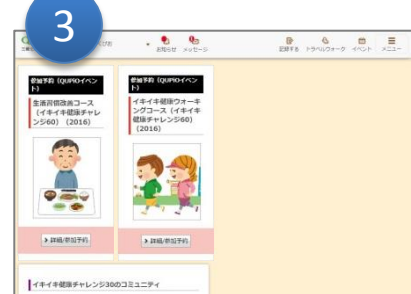 3
お知らせ
メッセージ
記録する
トラベルウォーク
イベント
メニュー
参加予約（QUPIOイベン
ト）
生活習慣改善コース
（イキイキ健康チャレ
ンジ60）（2016）
詳細/参加予約
参加予約（QUPIOイベン
ト）
イキイキ健康ウォーキ
ングコース（イキイキ
健康チャレンジ60）
（2016）
詳細/参加予約
イキイキ健康チャレンジ30のコミュニティ